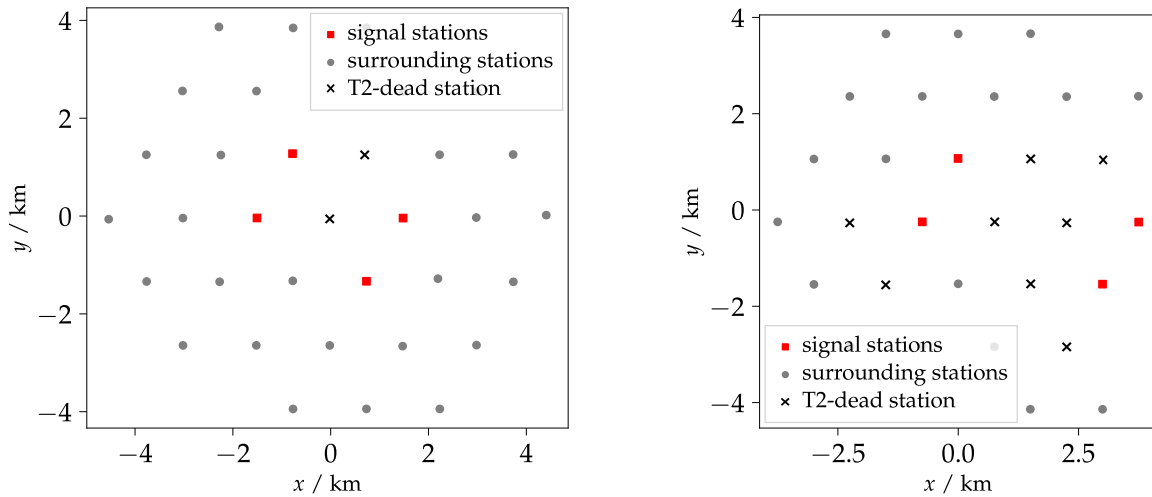 4
2
0
−2
−4
−4
−2
0
2
4
x / km
y / km
signal stations
surrounding stations
T2-dead station
4
2
0
−2
−4
−2.5
0.0
2.5
x / km
y / km
signal stations
surrounding stations
T2-dead station